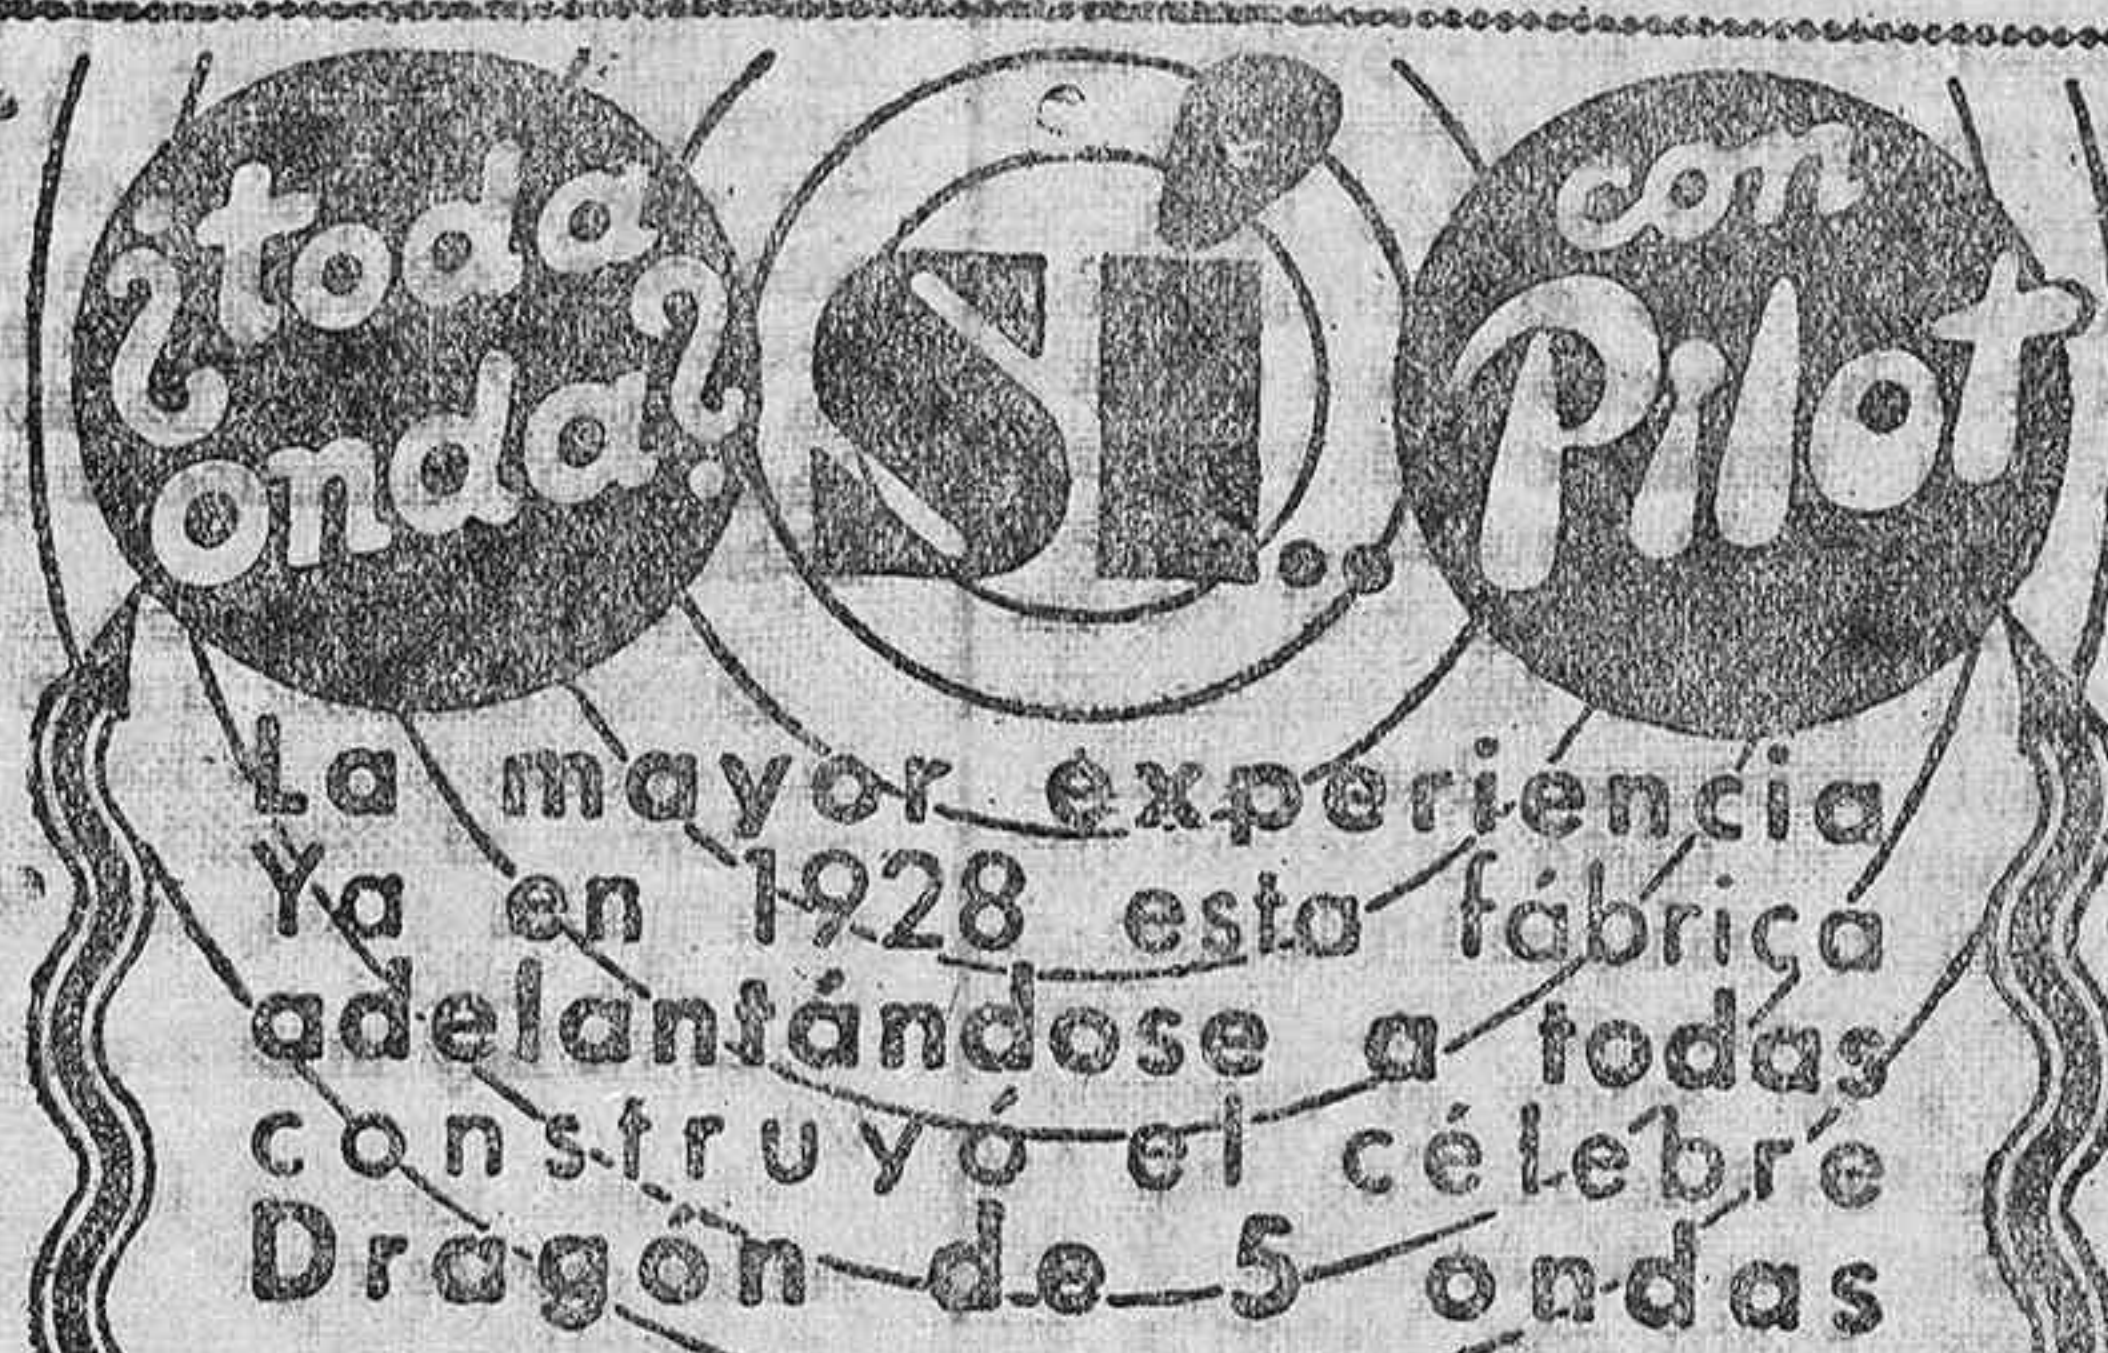 ¿toda
onda?
SÍ..
con
Pilot
La mayor experiencia
Ya en 1928 esta fábrica
adelantándose a todas
construyó el célebre
Dragón de 5 ondas